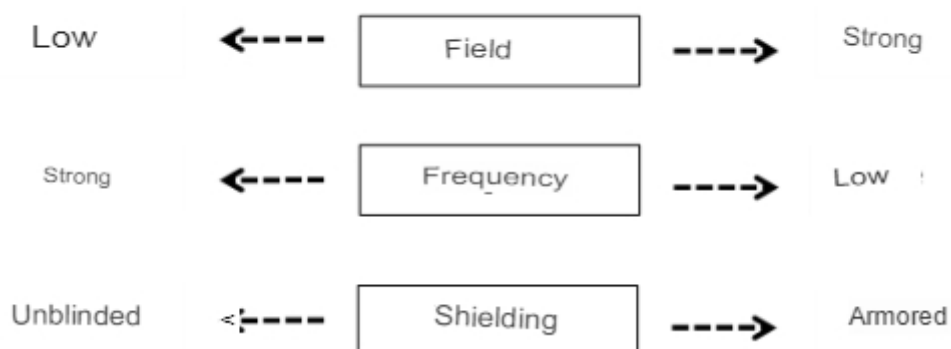 Low Field Strong
Strong Frequency Low
Unblinded Shielding Armored